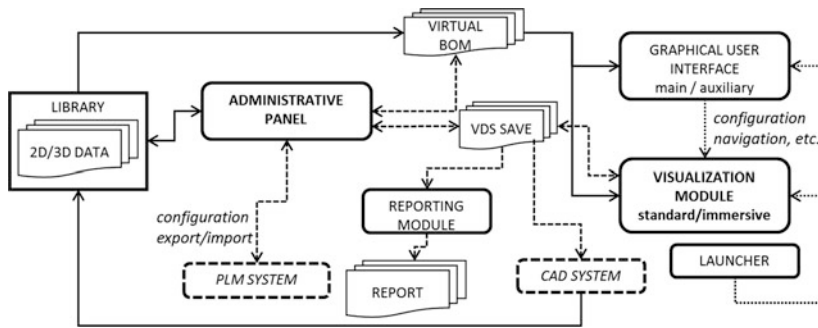 VIRTUAL
BOM
GRAPHICAL USER
INTERFACE
main / auxiliary
LIBRARY
2D/3D DATA
ADMINISTRATIVE
PANEL
VDS SAVE
configuration
navigation, etc.
VISUALIZATION
MODULE
standard/immersive
REPORTING
MODULE
configuration
export/import
LAUNCHER
PLM SYSTEM
REPORT
CAD SYSTEM